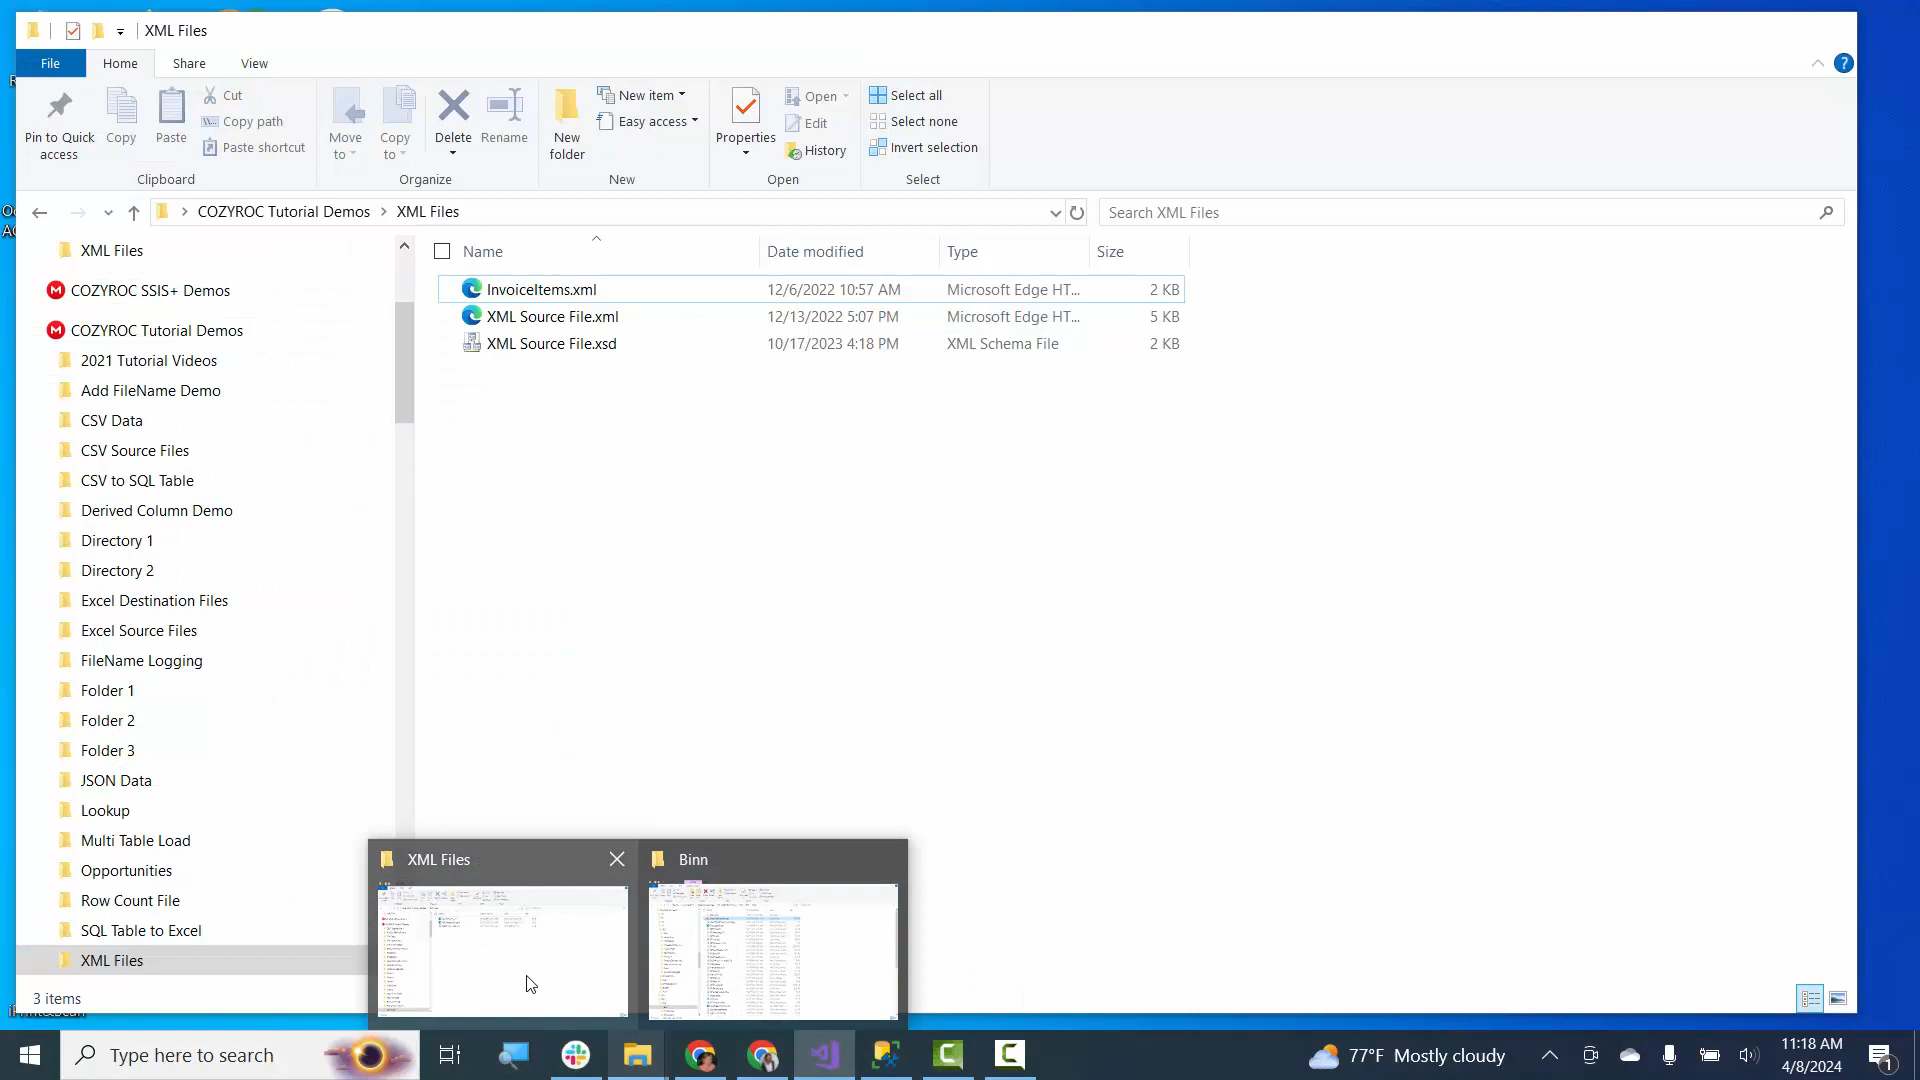 XML Files
File Home Share View
Pin to Quick access
Copy
Paste
Cut
Copy path
Paste shortcut
Clipboard
Move to
Copy to
Delete
Rename
Organize
New folder
New item
Easy access
New
Properties
Open
Edit
History
Open
Select all
Select none
Invert selection
Select
COZYROC Tutorial Demos XML Files
Search XML Files
XML Files
COZYROC SSIS+ Demos
COZYROC Tutorial Demos
2021 Tutorial Videos
Add FileName Demo
CSV Data
CSV Source Files
CSV to SQL Table
Derived Column Demo
Directory 1
Directory 2
Excel Destination Files
Excel Source Files
FileName Logging
Folder 1
Folder 2
Folder 3
JSON Data
Lookup
Multi Table Load
Opportunities
Row Count File
SQL Table to Excel
XML Files
Name Date modified Type Size
InvoiceItems.xml 12/6/2022 10:57 AM Microsoft Edge HT... 2 KB
XML Source File.xml 12/13/2022 5:07 PM Microsoft Edge HT... 5 KB
XML Source File.xsd 10/17/2023 4:18 PM XML Schema File 2 KB
XML Files
Binn
3 items
Type here to search
77°F Mostly cloudy
11:18 AM
4/8/2024
1